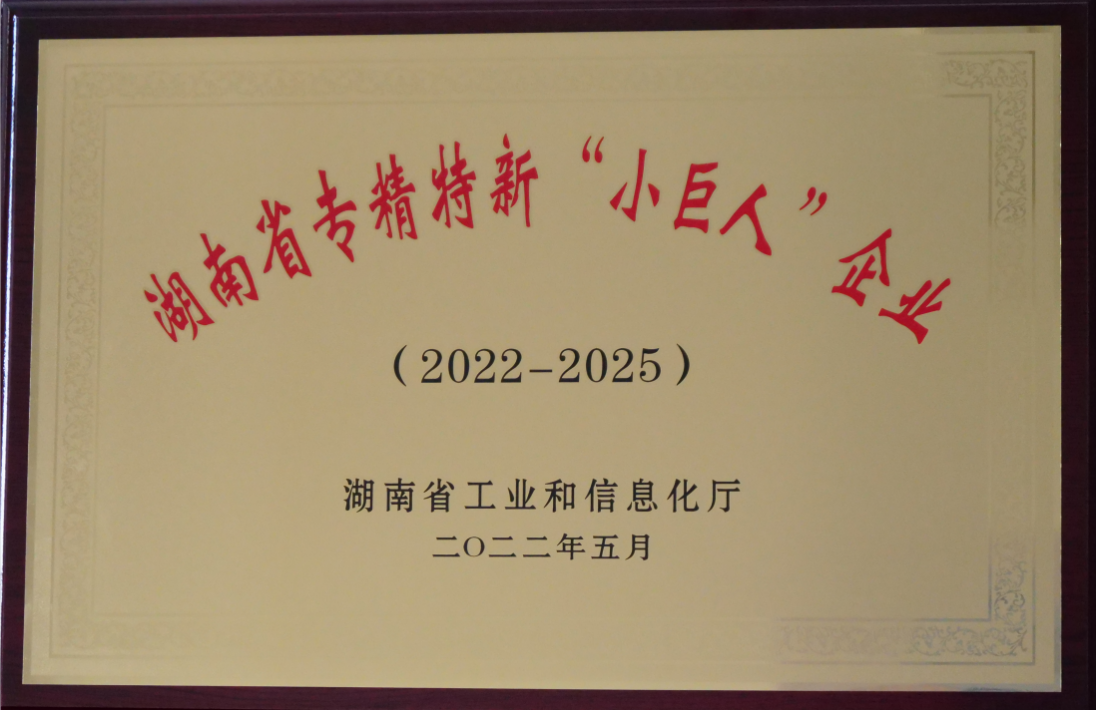 湖南省专精特新“小巨人”企业
（2022-2025）
湖南省工业和信息化厅
二〇二二年五月